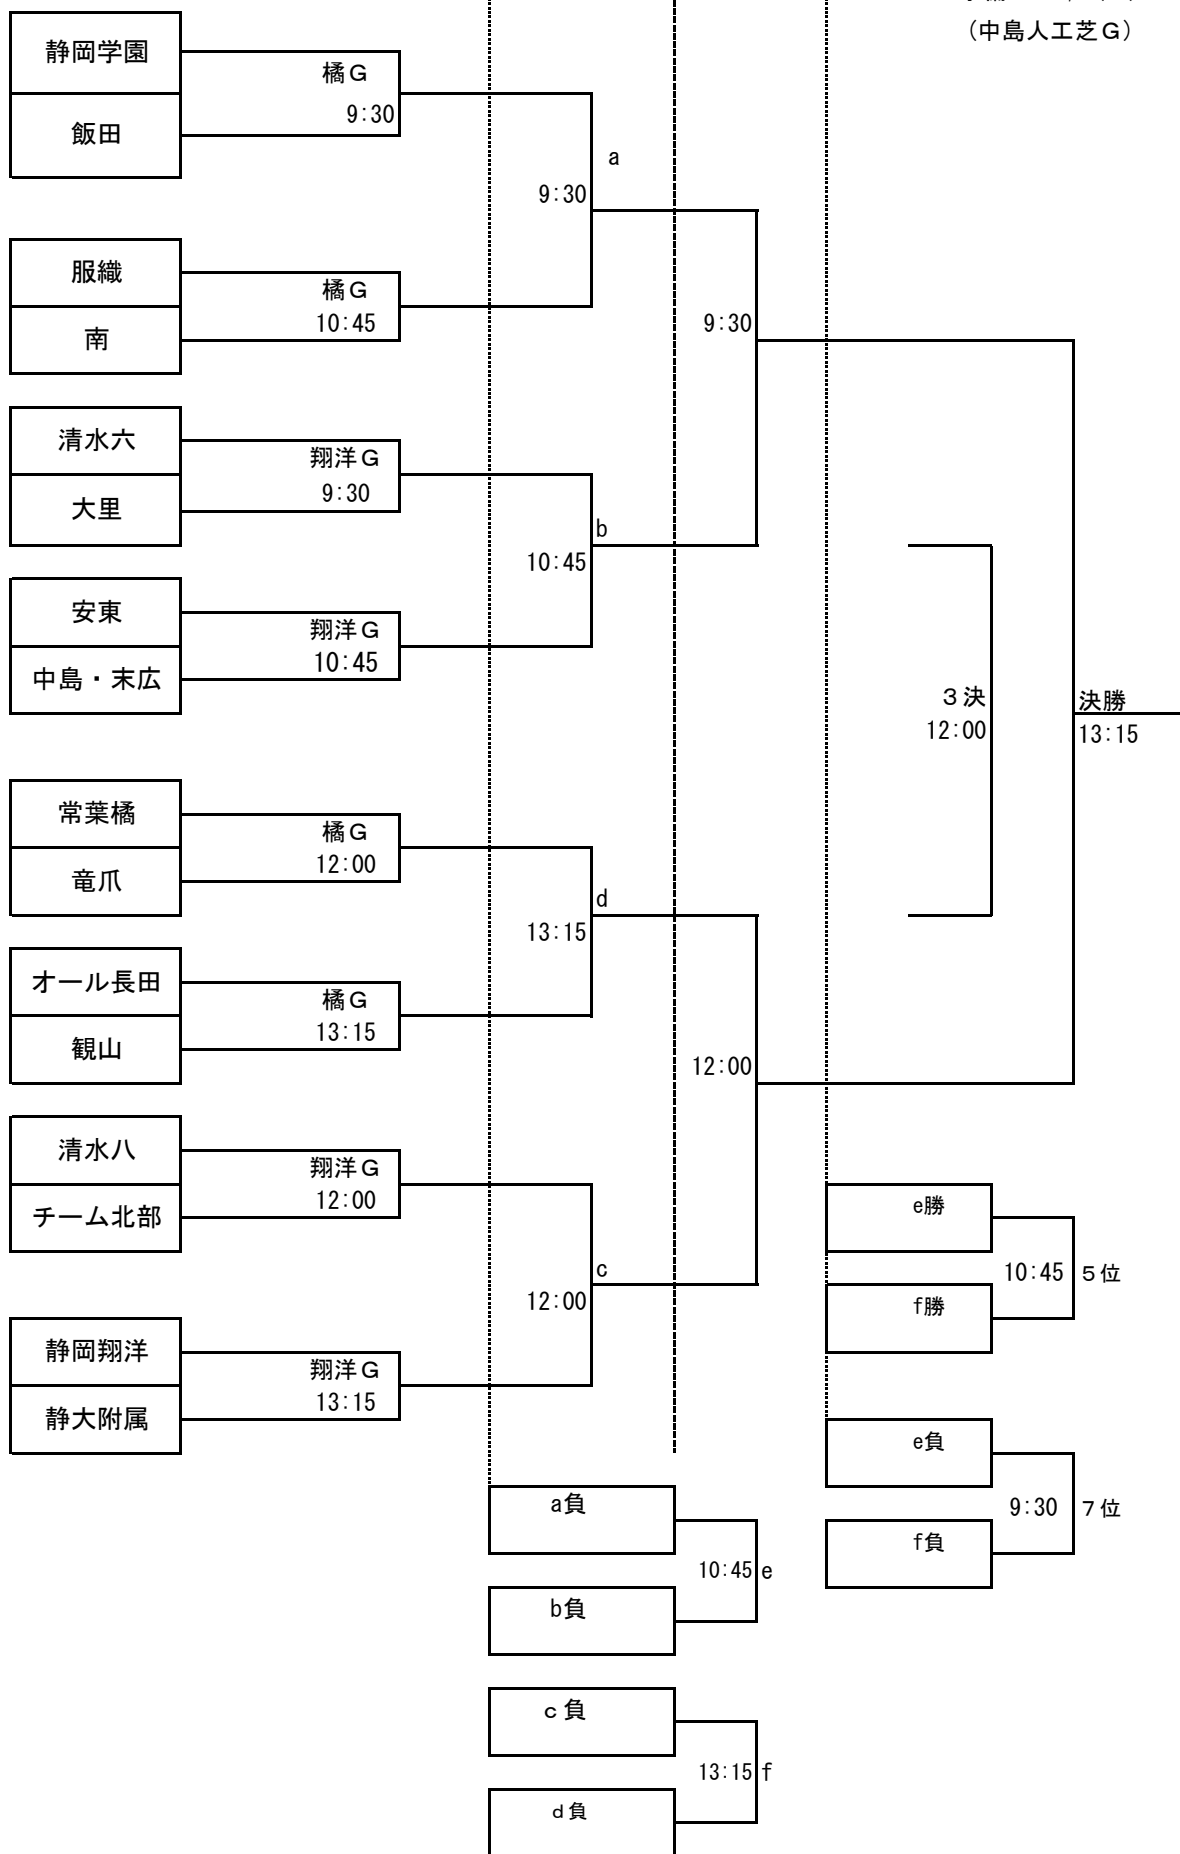 （中島人工芝Ｇ）
静岡学園
橘Ｇ
9:30
飯田
a
9:30
服織
橘Ｇ
10:45
南
9:30
清水六
翔洋Ｇ
9:30
大里
b
10:45
安東
翔洋Ｇ
10:45
中島・末広
３決
12:00
決勝
13:15
常葉橘
橘Ｇ
12:00
竜爪
d
13:15
オール長田
橘Ｇ
13:15
観山
12:00
清水八
翔洋Ｇ
12:00
チーム北部
e勝
10:45
５位
f勝
c
12:00
静岡翔洋
翔洋Ｇ
13:15
静大附属
e負
9:30
７位
f負
a負
10:45
e
b負
ｃ負
13:15
f
ｄ負